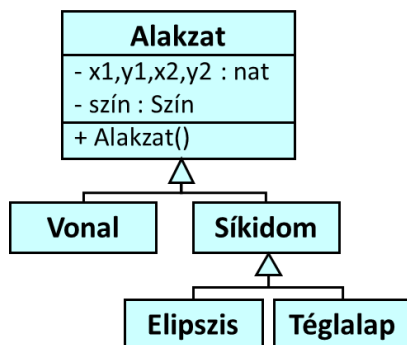 Alakzat
- x1,y1,x2,y2 : nat
- szín : Szín
+ Alakzat()
Vonal Síkidom
Elipszis Téglalap